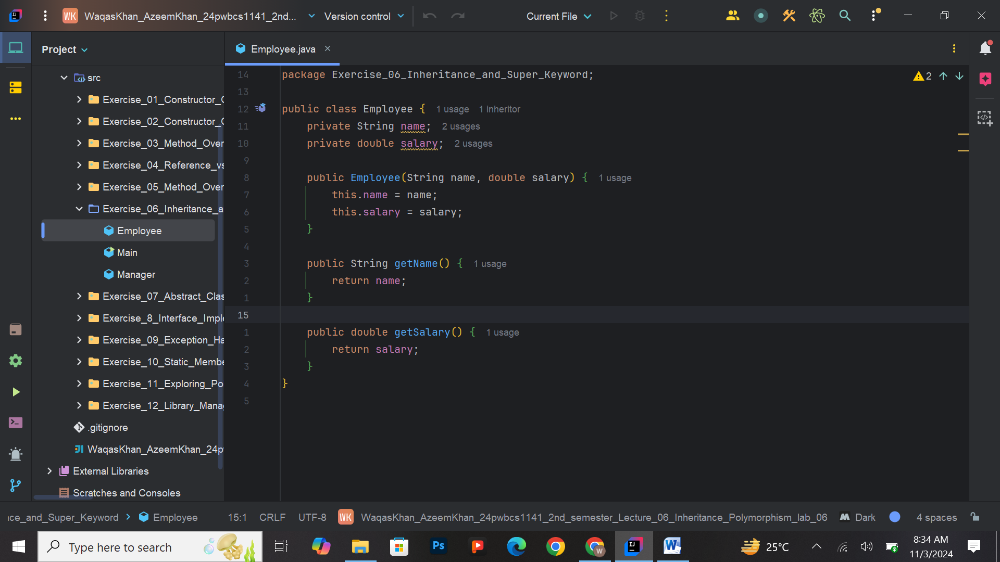 WK WaqasKhan_AzeemKhan_24pwbcs1141_2nd... Version control Current File
Project
Employee.java
src
Exercise_01_Constructor_
Exercise_02_Constructor_
Exercise_03_Method_Over
Exercise_04_Reference_vs
Exercise_05_Method_Over
Exercise_06_Inheritance_a
Employee
Main
Manager
Exercise_07_Abstract_Clas
Exercise_8_Interface_Imple
Exercise_09_Exception_Ha
Exercise_10_Static_Membe
Exercise_11_Exploring_Po
Exercise_12_Library_Mana
.gitignore
WaqasKhan_AzeemKhan_24p
External Libraries
Scratches and Consoles
14 package Exercise_06_Inheritance_and_Super_Keyword;
2
13
12 public class Employee { 1 usage 1 inheritor
11 private String name; 2 usages
10 private double salary; 2 usages
9
8 public Employee(String name, double salary) { 1 usage
7 this.name = name;
6 this.salary = salary;
5 }
4
3 public String getName() { 1 usage
2 return name;
1 }
15
1 public double getSalary() { 1 usage
2 return salary;
3 }
4 }
5
nce_and_Super_Keyword Employee 15:1 CRLF UTF-8 WK WaqasKhan_AzeemKhan_24pwbcs1141_2nd_semester_Lecture_06_Inheritance_Polymorphism_lab_06 Dark 4 spaces
Type here to search
Ps
25°C
8:34 AM
11/3/2024